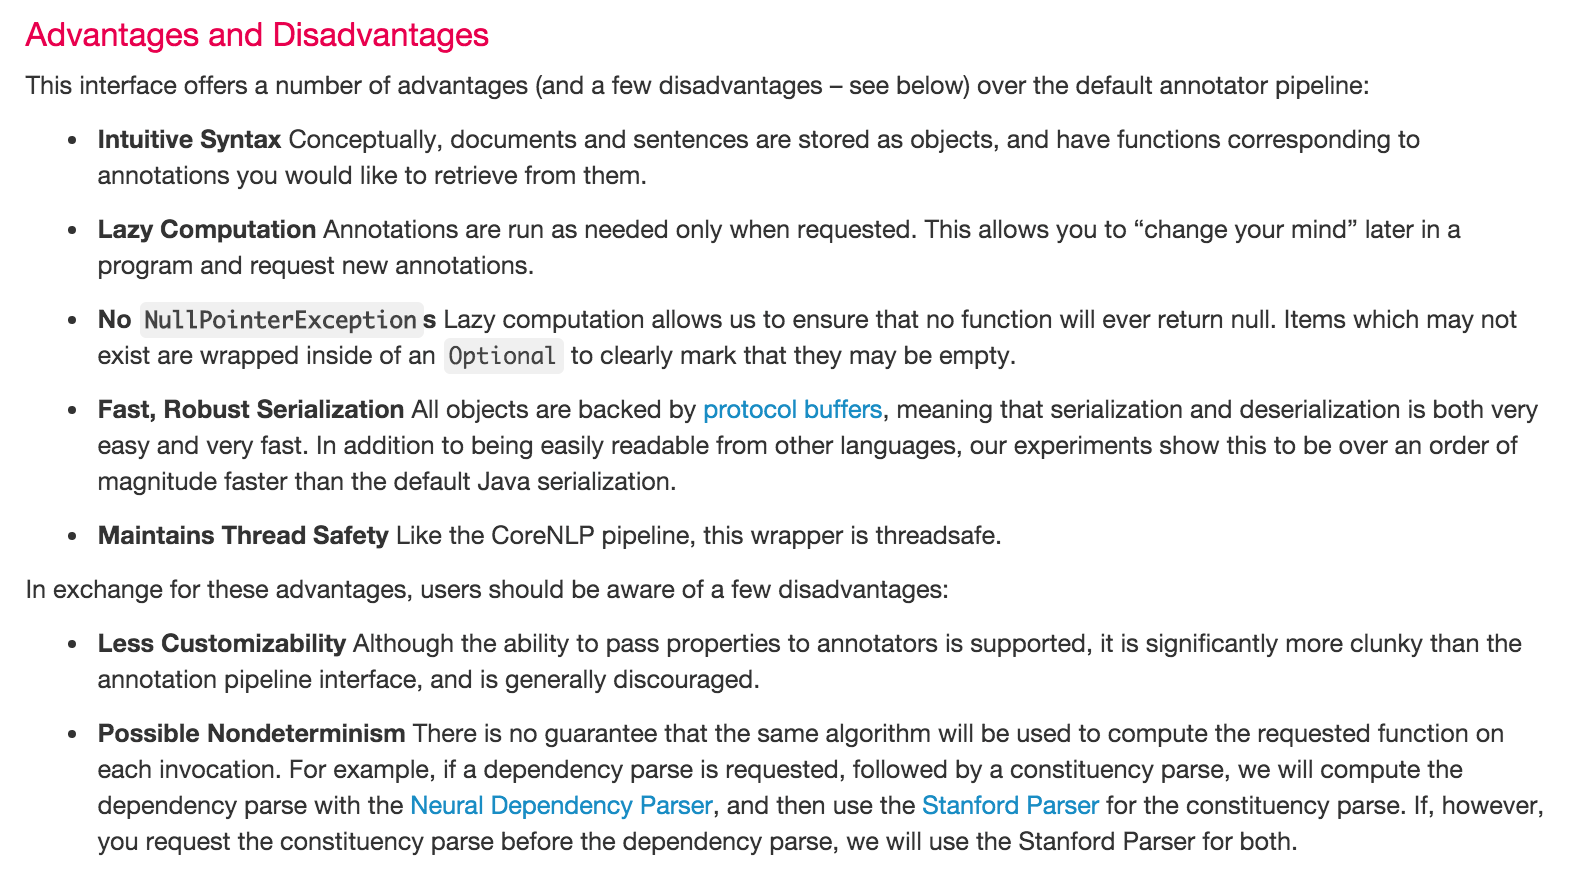 Advantages and Disadvantages
This interface offers a number of advantages (and a few disadvantages – see below) over the default annotator pipeline:
• Intuitive Syntax Conceptually, documents and sentences are stored as objects, and have functions corresponding to
annotations you would like to retrieve from them.
• Lazy Computation Annotations are run as needed only when requested. This allows you to “change your mind” later in a
program and request new annotations.
• No NullPointerException s Lazy computation allows us to ensure that no function will ever return null. Items which may not
exist are wrapped inside of an Optional to clearly mark that they may be empty.
• Fast, Robust Serialization All objects are backed by protocol buffers, meaning that serialization and deserialization is both very
easy and very fast. In addition to being easily readable from other languages, our experiments show this to be over an order of
magnitude faster than the default Java serialization.
• Maintains Thread Safety Like the CoreNLP pipeline, this wrapper is threadsafe.
In exchange for these advantages, users should be aware of a few disadvantages:
• Less Customizability Although the ability to pass properties to annotators is supported, it is significantly more clunky than the
annotation pipeline interface, and is generally discouraged.
• Possible Nondeterminism There is no guarantee that the same algorithm will be used to compute the requested function on
each invocation. For example, if a dependency parse is requested, followed by a constituency parse, we will compute the
dependency parse with the Neural Dependency Parser, and then use the Stanford Parser for the constituency parse. If, however,
you request the constituency parse before the dependency parse, we will use the Stanford Parser for both.